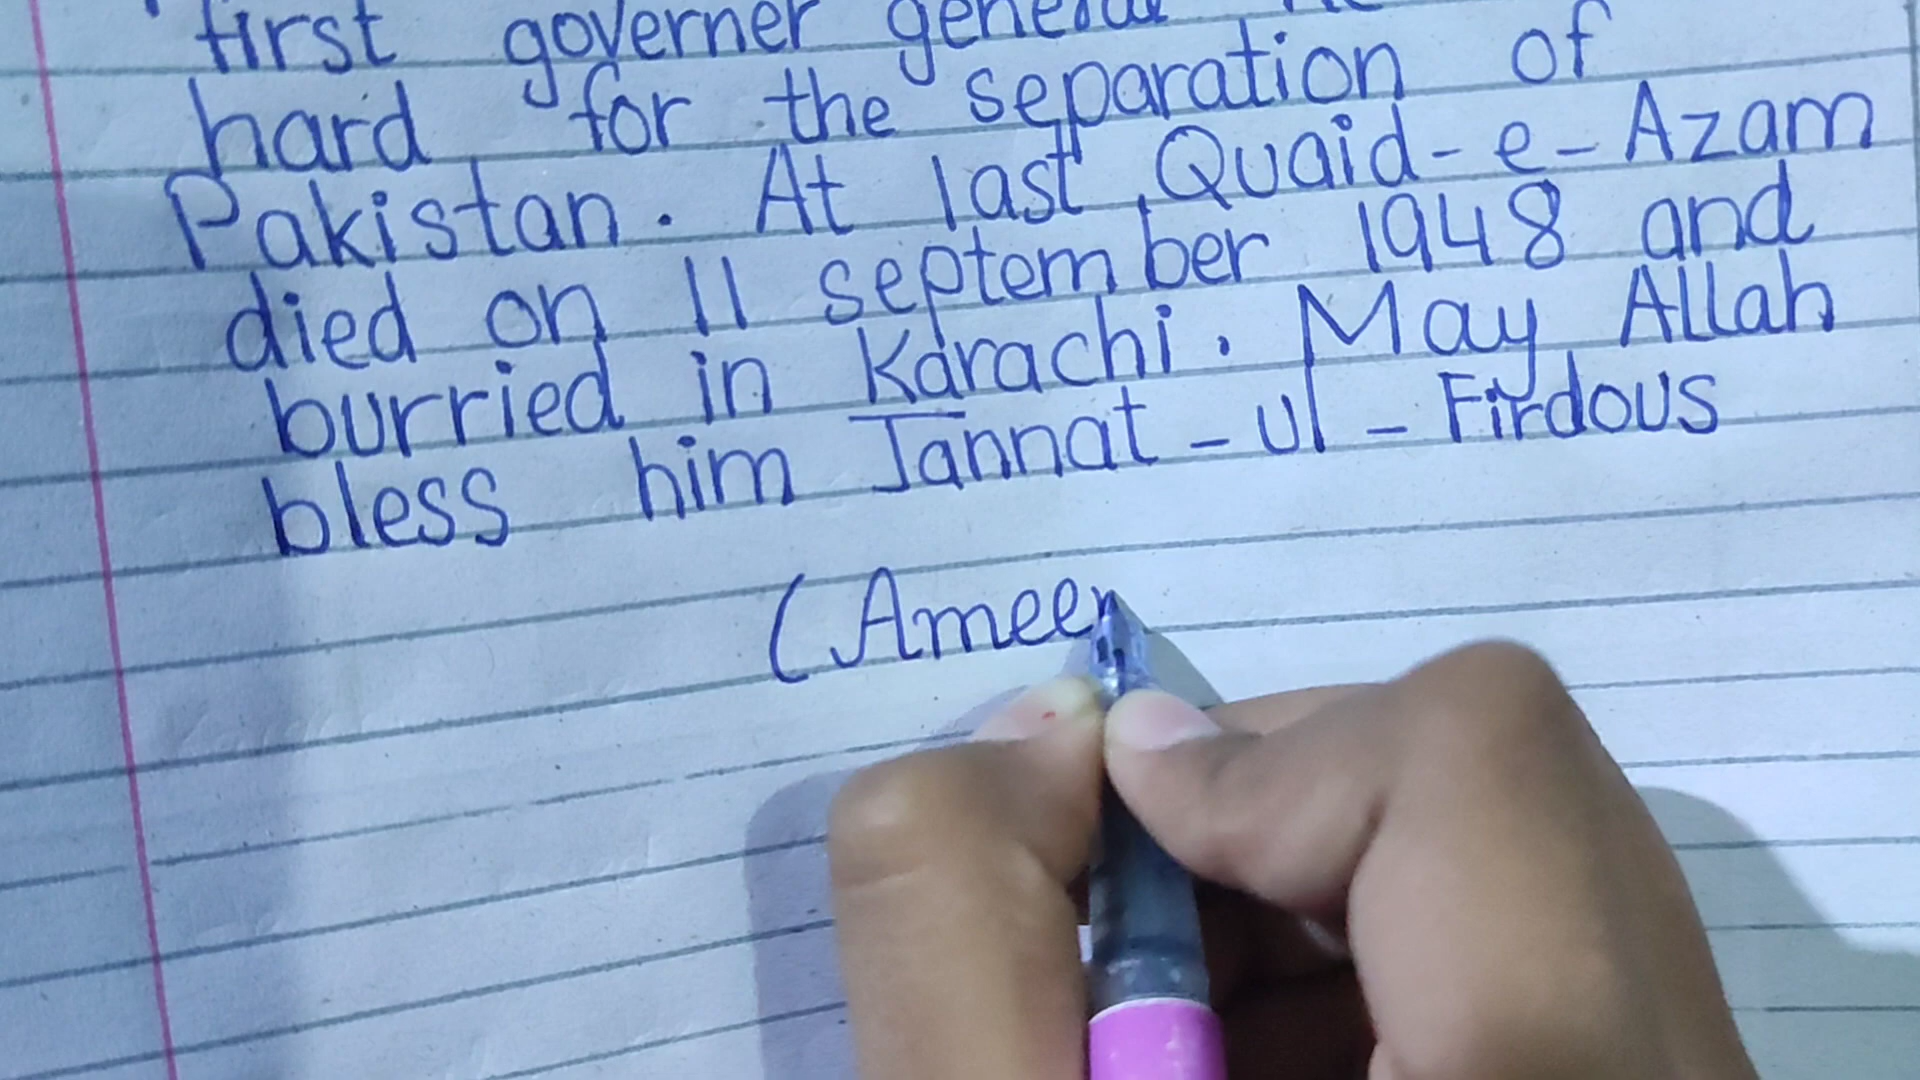 first governer general
hard for the separation of
Pakistan. At last, Quaid-e-Azam
died on 11 september 1948 and
burried in Karachi. May Allah
bless him Jannat-ul-Firdous
(Ameen